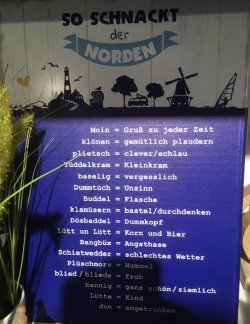 SO SCHNACKT
der
NORDEN
Moin = Gruß zu jeder Zeit
klönen = gemütlich plaudern
plietsch = clever/schlau
Tüddelkram = Kleinkram
baselig = vergesslich
Dummtüch = Unsinn
Buddel = Flasche
klamüsern = bastel/durchdenken
Dösbaddel = Dummkopf
Lütt un Lütt = Korn und Bier
Bangbüx = Angsthase
Schietwedder = schlechtes Wetter
Plüschmors = Hummel
blied/bliede = froh
bannig = ganz schön/ziemlich
Lütte = Kind
dun = angetrunken